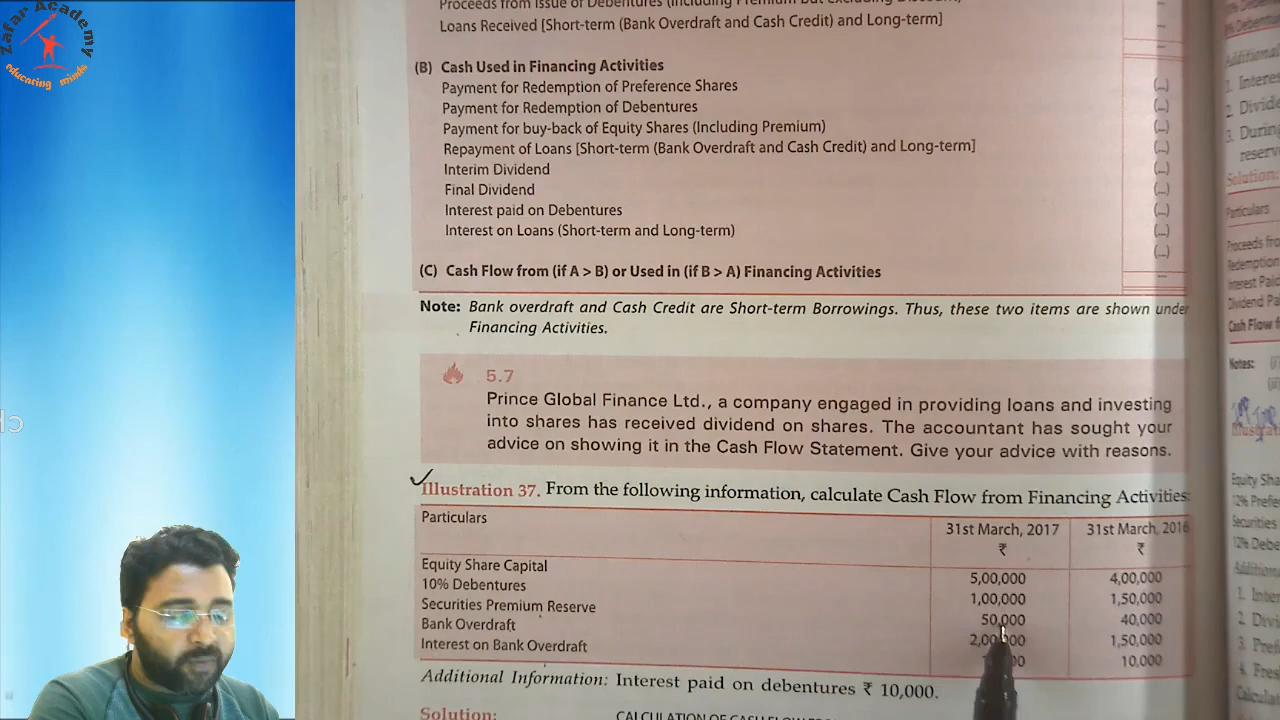 Zafar Academy
educating minds
Loans Received [Short-term (Bank Overdraft and Cash Credit) and Long-term]
(B) Cash Used in Financing Activities
Payment for Redemption of Preference Shares (...)
Payment for Redemption of Debentures (...)
Payment for buy-back of Equity Shares (Including Premium) (...)
Repayment of Loans [Short-term (Bank Overdraft and Cash Credit) and Long-term] (...)
Interim Dividend (...)
Final Dividend (...)
Interest paid on Debentures (...)
Interest on Loans (Short-term and Long-term) (...)
(...)
(C) Cash Flow from (if A > B) or Used in (if B > A) Financing Activities
Note: Bank overdraft and Cash Credit are Short-term Borrowings. Thus, these two items are shown under
Financing Activities.
5.7
Prince Global Finance Ltd., a company engaged in providing loans and investing
into shares has received dividend on shares. The accountant has sought your
advice on showing it in the Cash Flow Statement. Give your advice with reasons.
Illustration 37. From the following information, calculate Cash Flow from Financing Activities:
Particulars 31st March, 2017 31st March, 2016
₹ ₹
Equity Share Capital 5,00,000 4,00,000
10% Debentures 1,00,000 1,50,000
Securities Premium Reserve 50,000 40,000
Bank Overdraft 1,50,000
Interest on Bank Overdraft 10,000
Additional Information: Interest paid on debentures ₹ 10,000.
Solution:
Solution:
Particulars
Notes: